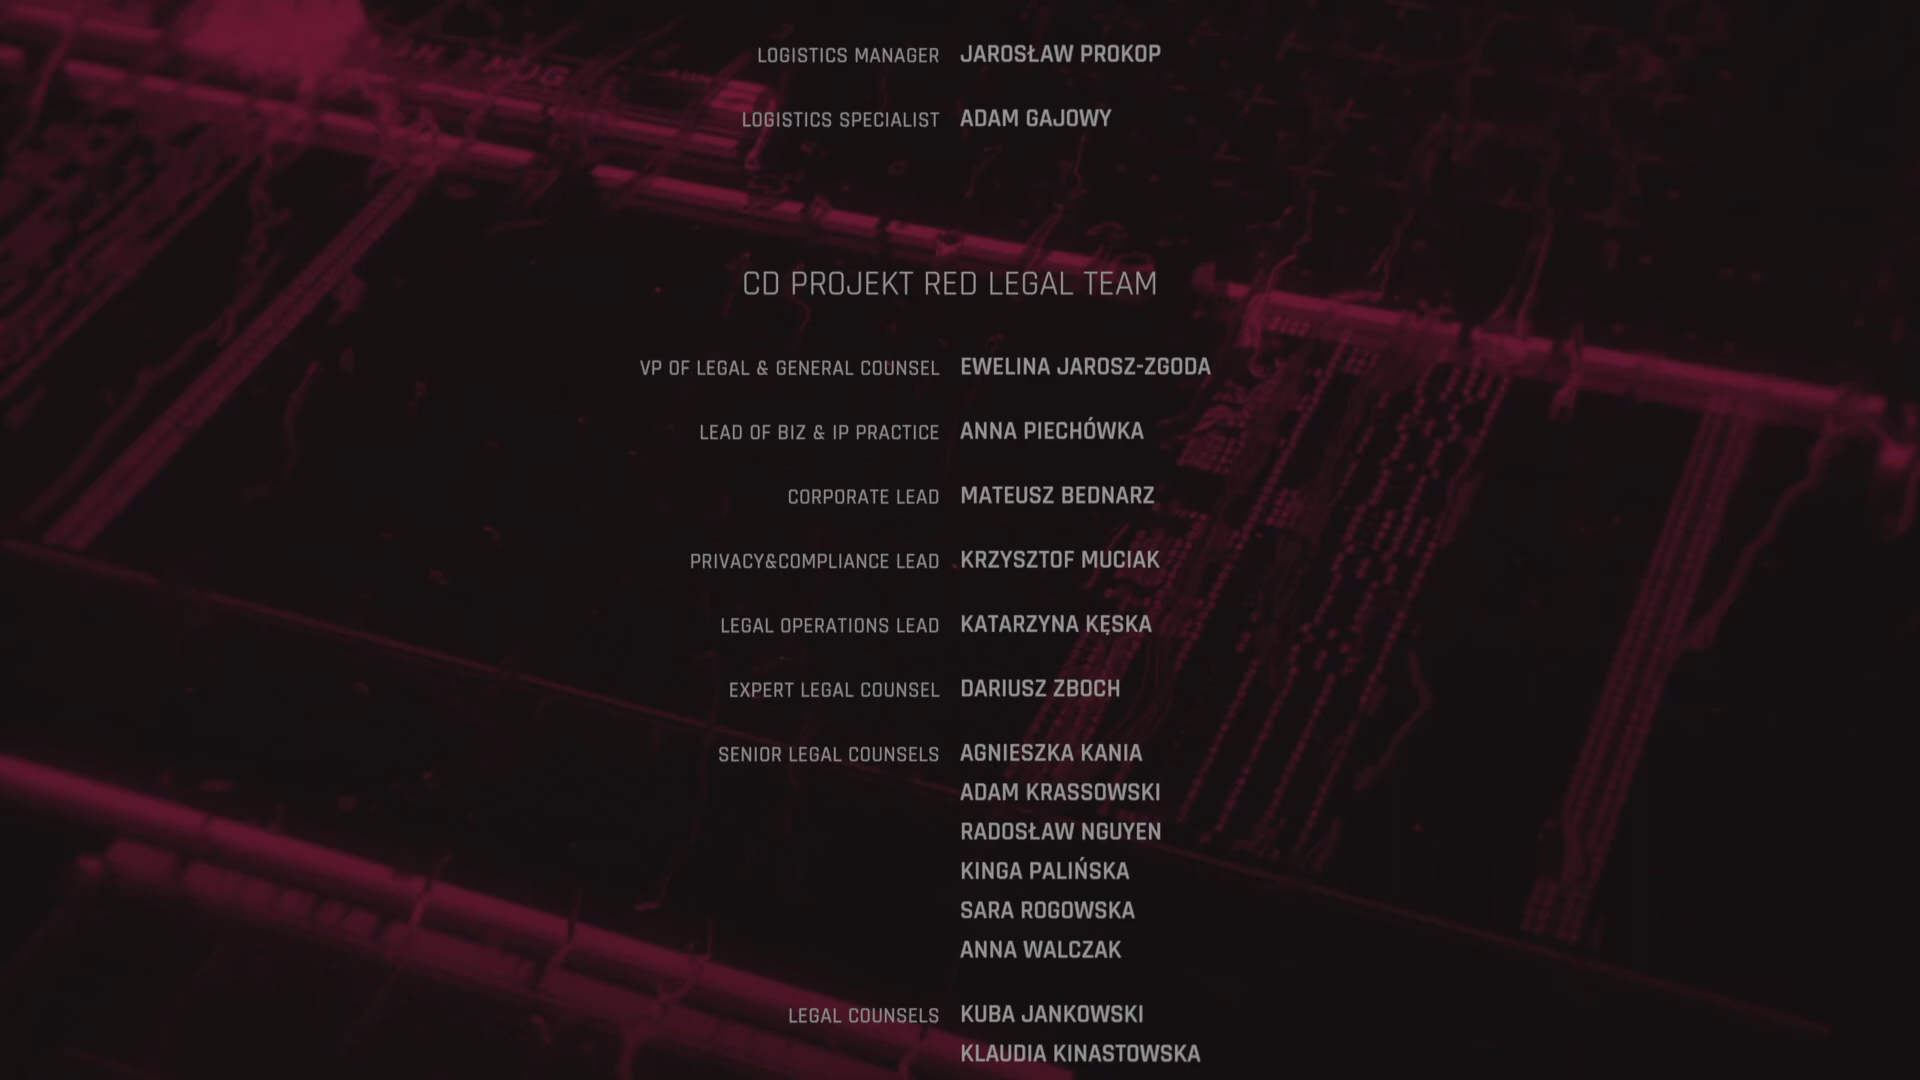 LOGISTICS MANAGER JAROSŁAW PROKOP
LOGISTICS SPECIALIST ADAM GAJOWY
CD PROJEKT RED LEGAL TEAM
VP OF LEGAL & GENERAL COUNSEL EWELINA JAROSZ-ZGODA
LEAD OF BIZ & IP PRACTICE ANNA PIECHÓWKA
CORPORATE LEAD MATEUSZ BEDNARZ
PRIVACY&COMPLIANCE LEAD KRZYSZTOF MUCIAK
LEGAL OPERATIONS LEAD KATARZYNA KĘSKA
EXPERT LEGAL COUNSEL DARIUSZ ZBOCH
SENIOR LEGAL COUNSELS AGNIESZKA KANIA
ADAM KRASSOWSKI
RADOSŁAW NGUYEN
KINGA PALIŃSKA
SARA ROGOWSKA
ANNA WALCZAK
LEGAL COUNSELS KUBA JANKOWSKI
KLAUDIA KINASTOWSKA